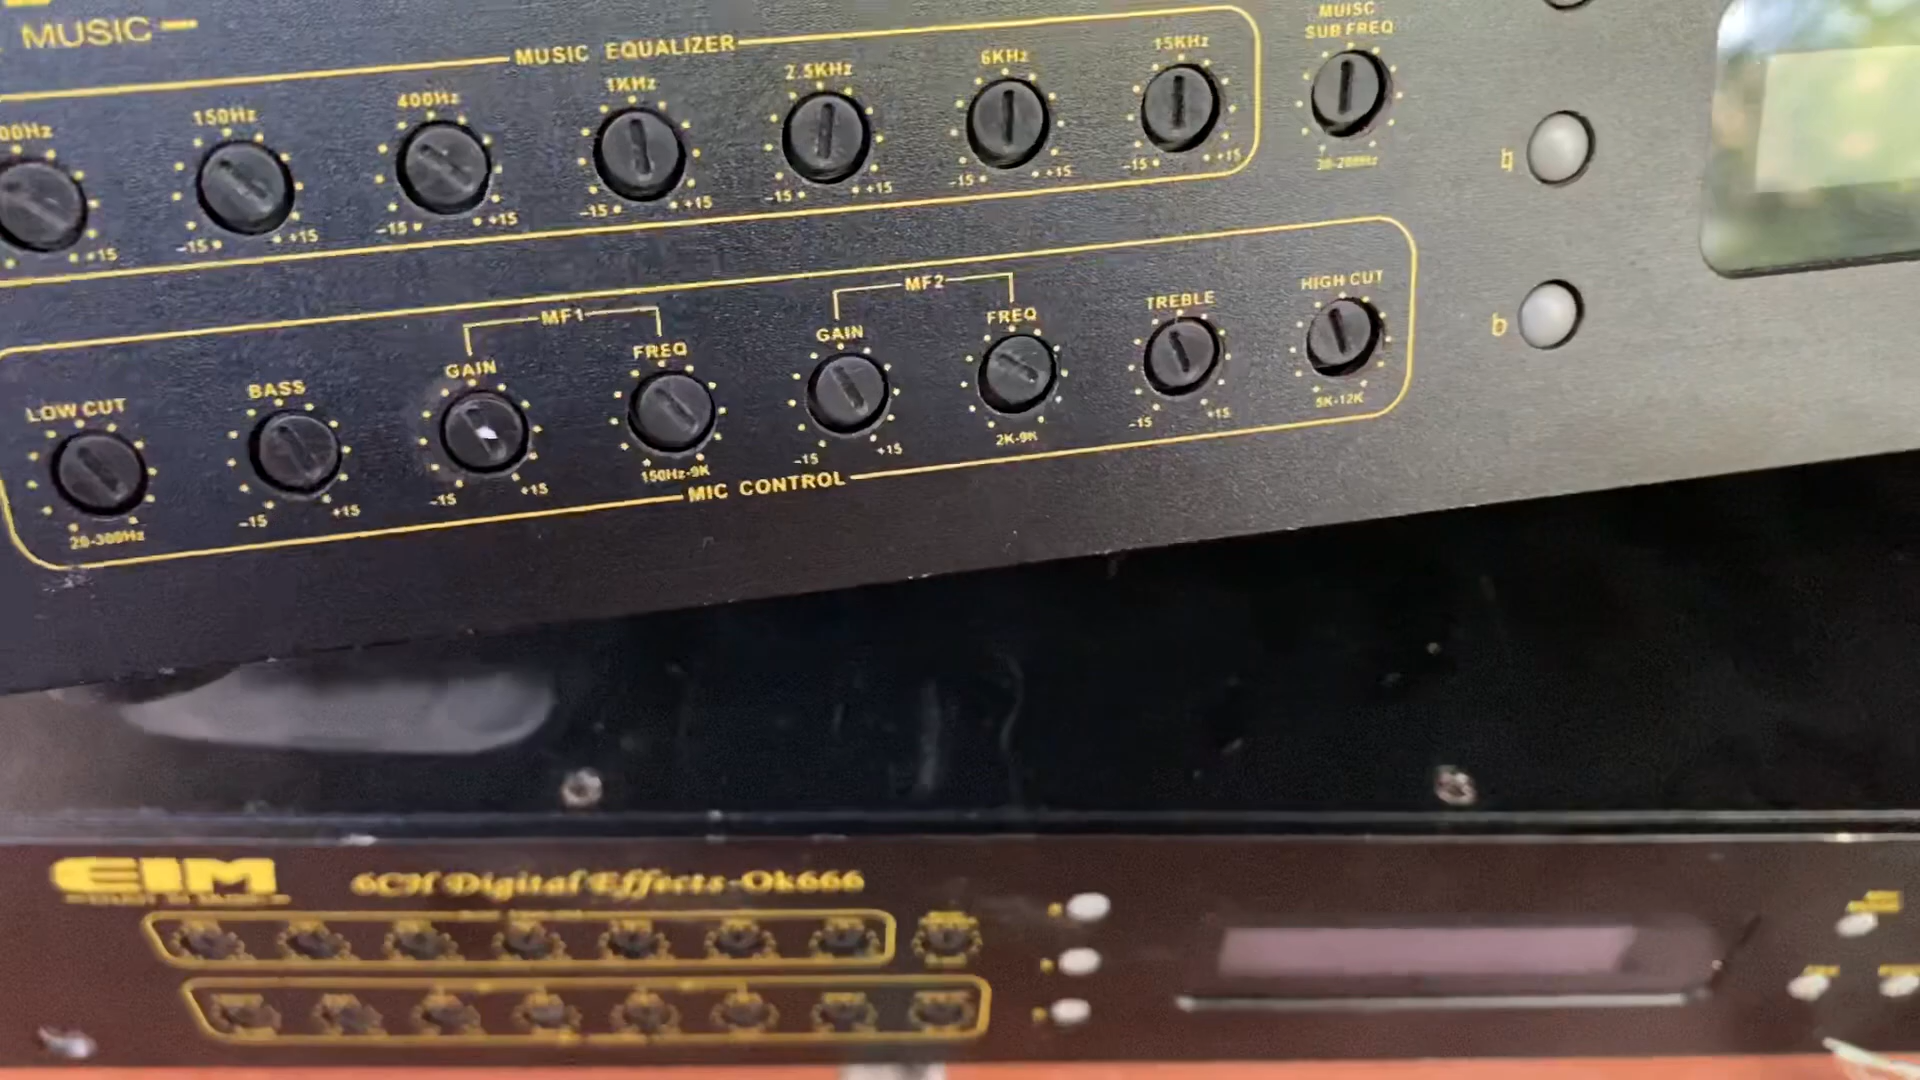 MUSIC
MUSIC EQUALIZER
150Hz 400Hz 1KHz 2.5KHz 6KHz 15KHz
MUISC
SUB FREQ
+15 -15 +15 -15 +15 -15 +15 -15 +15 -15 +15 -15 +15
30-200Hz
MF1 MF2
LOW CUT BASS GAIN FREQ GAIN FREQ TREBLE HIGH CUT
20-300Hz -15 +15 -15 +15 150Hz-9K -15 +15 2K-9K -15 +15 5K-12K
MIC CONTROL
b
EIM
6CH Digital Effects-Ok666